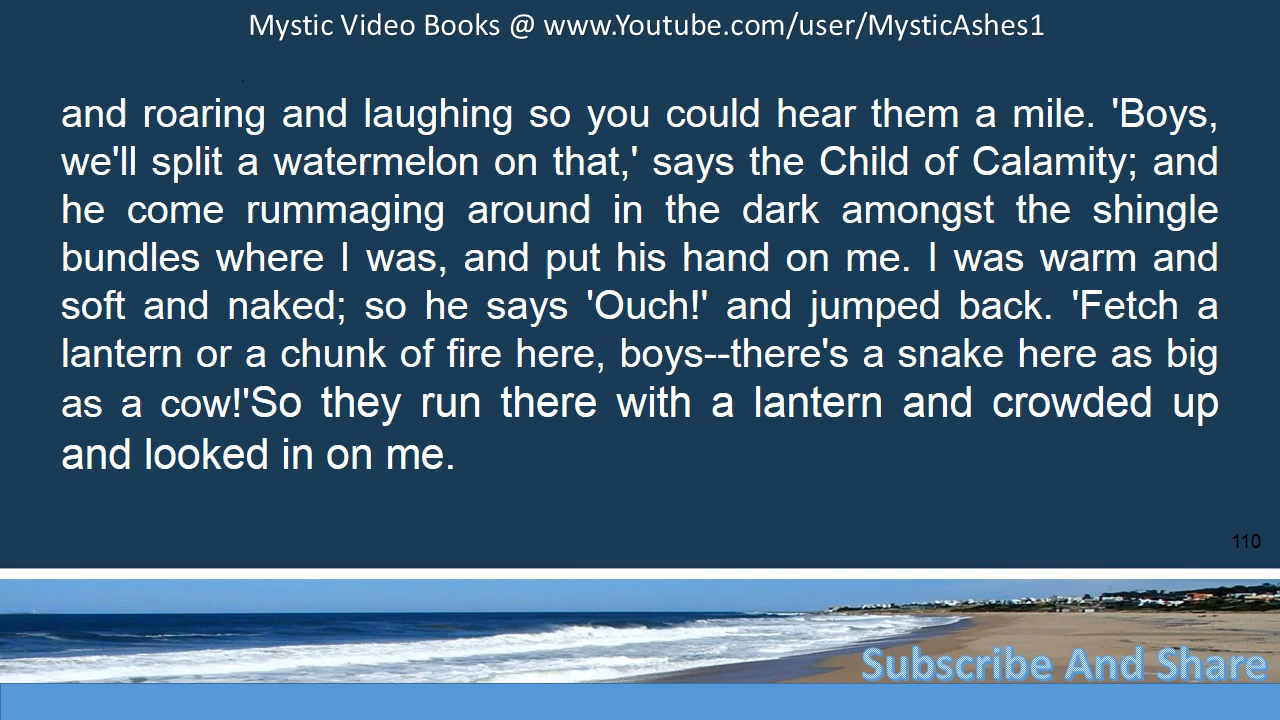 Mystic Video Books @ www.Youtube.com/user/MysticAshes1
and roaring and laughing so you could hear them a mile. 'Boys,
we'll split a watermelon on that,' says the Child of Calamity; and
he come rummaging around in the dark amongst the shingle
bundles where I was, and put his hand on me. I was warm and
soft and naked; so he says 'Ouch!' and jumped back. 'Fetch a
lantern or a chunk of fire here, boys--there's a snake here as big
as a cow!'So they run there with a lantern and crowded up
and looked in on me.
110
Subscribe And Share